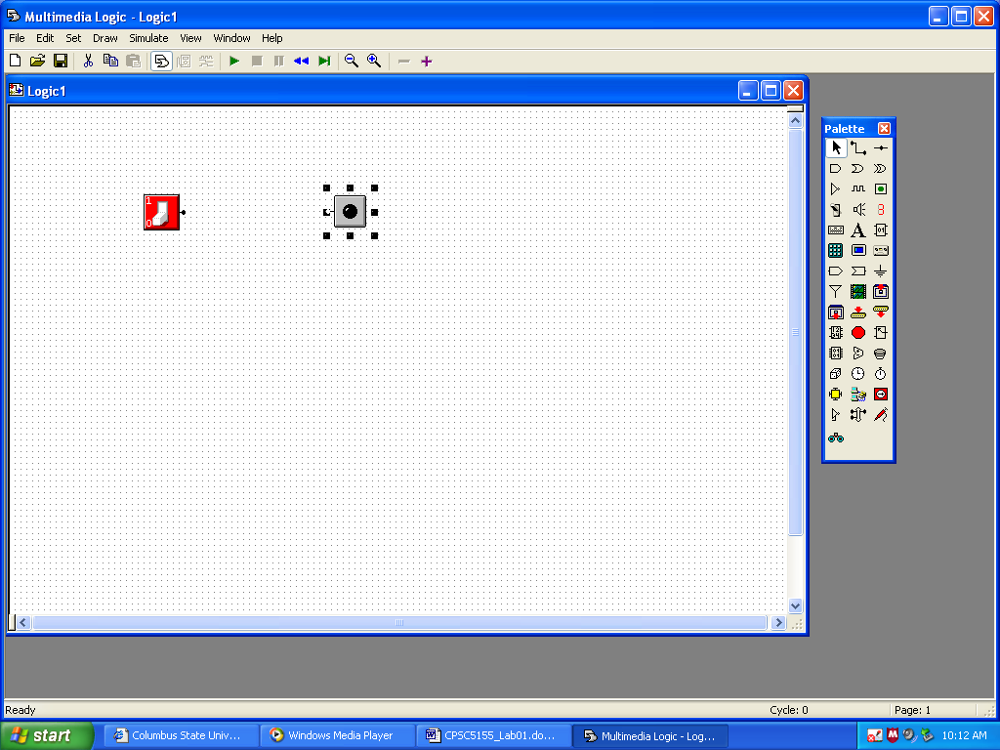 Multimedia Logic - Logic1
File Edit Set Draw Simulate View Window Help
Logic1
Palette
1
0
8
A
Ready Cycle: 0 Page: 1
start Columbus State Univ... Windows Media Player CPSC5155_Lab01.do... Multimedia Logic - Log... 10:12 AM